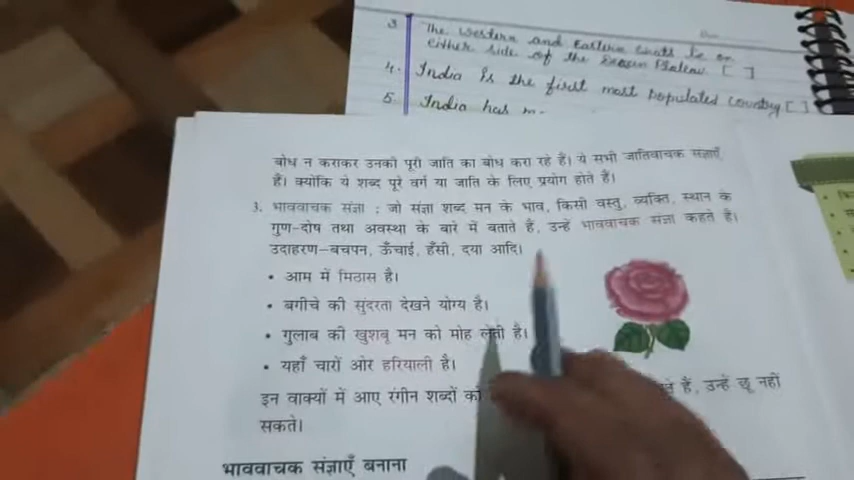 3 The Western and Eastern Ghats lie on
either side of the Deccan Plateau [ ]
4. India is the first most populated country [ ]
5. India has
बोध न कराकर उनकी पूरी जाति का बोध करा रहे हैं। ये सभी जातिवाचक संज्ञाएँ
हैं। क्योंकि ये शब्द पूरे वर्ग या जाति के लिए प्रयोग होते हैं।
3. भाववाचक संज्ञा : जो संज्ञा शब्द मन के भाव, किसी वस्तु, व्यक्ति, स्थान के
गुण-दोष तथा अवस्था के बारे में बताते हैं, उन्हें भाववाचक संज्ञा कहते हैं।
उदाहरण-बचपन, ऊँचाई, हँसी, दया आदि।
• आम में मिठास है।
• बगीचे की सुंदरता देखने योग्य है।
• गुलाब की खुशबू मन को मोह लेती है।
• यहाँ चारों ओर हरियाली है।
इन वाक्यों में आए रंगीन शब्दों को हैं, उन्हें छू नहीं
सकते।
भाववाचक संज्ञाएँ बनाना